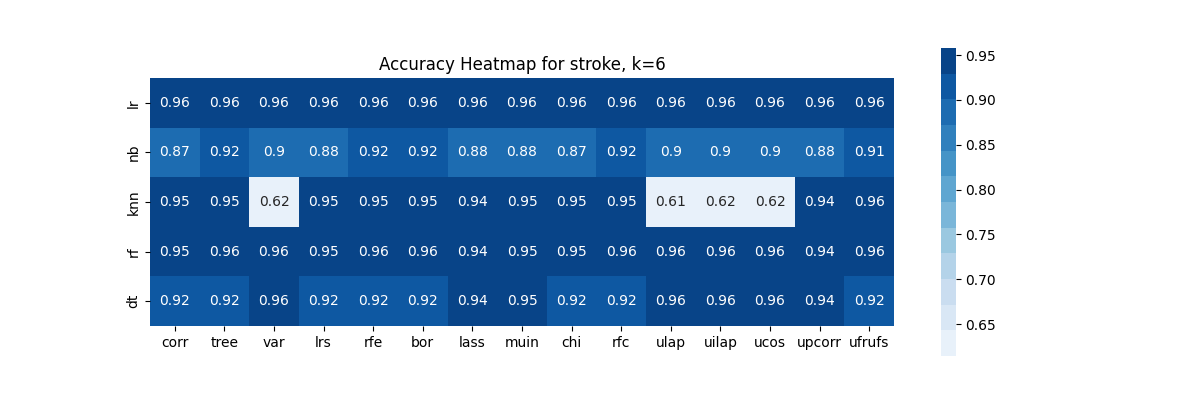 Accuracy Heatmap for stroke, k=6
lr 0.96 0.96 0.96 0.96 0.96 0.96 0.96 0.96 0.96 0.96 0.96 0.96 0.96 0.96 0.96
nb 0.87 0.92 0.9 0.88 0.92 0.92 0.88 0.88 0.87 0.92 0.9 0.9 0.9 0.88 0.91
knn 0.95 0.95 0.62 0.95 0.95 0.95 0.94 0.95 0.95 0.95 0.61 0.62 0.62 0.94 0.96
rf 0.95 0.96 0.96 0.95 0.96 0.96 0.94 0.95 0.95 0.96 0.96 0.96 0.96 0.94 0.96
dt 0.92 0.92 0.96 0.92 0.92 0.92 0.94 0.95 0.92 0.92 0.96 0.96 0.96 0.94 0.92
corr tree var lrs rfe bor lass muin chi rfc ulap uilap ucos upcorr ufrufs
0.95
0.90
0.85
0.80
0.75
0.70
0.65